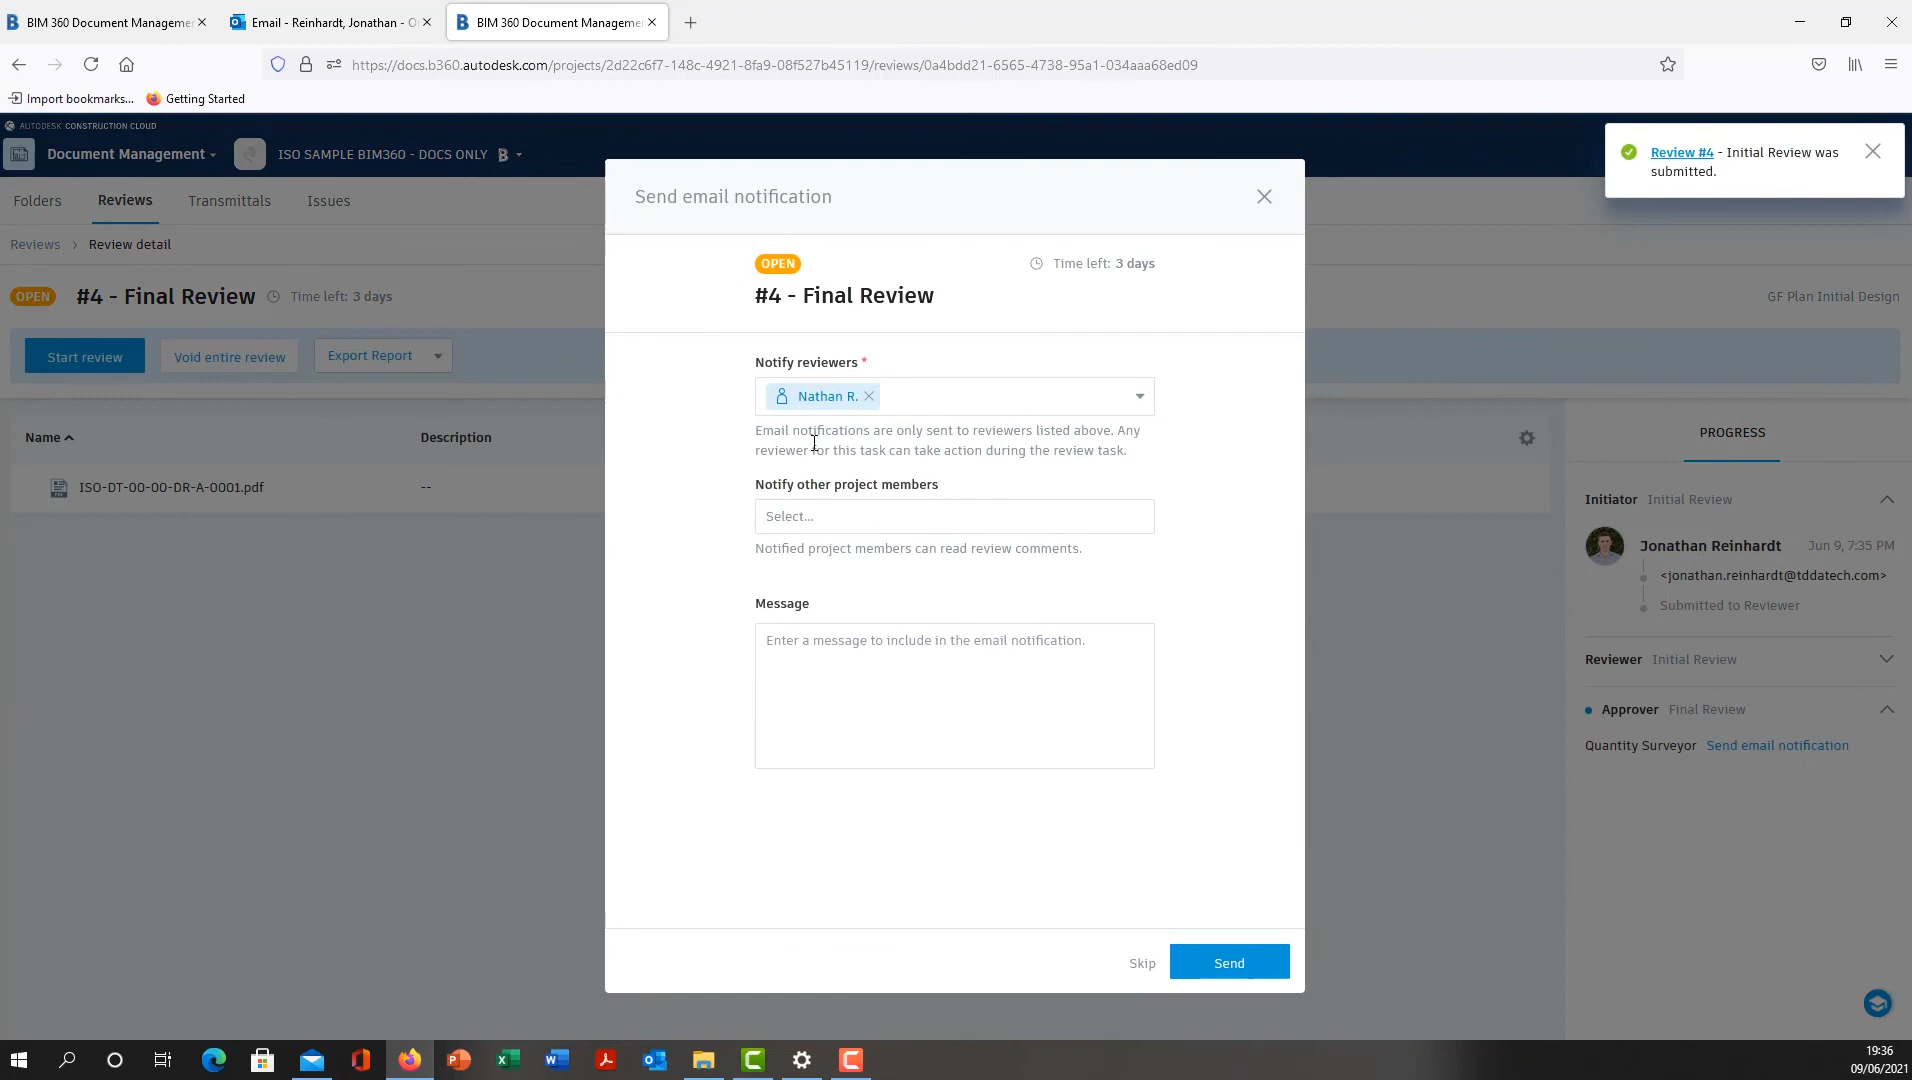 BIM 360 Document Manageme
Email - Reinhardt, Jonathan - O
BIM 360 Document Manageme
https://docs.b360.autodesk.com/projects/2d22c6f7-148c-4921-8fa9-08f527b45119/reviews/0a4bdd21-6565-4738-95a1-034aaa68ed09
Import bookmarks...
Getting Started
AUTODESK CONSTRUCTION CLOUD
Document Management
ISO SAMPLE BIM360 - DOCS ONLY
Review #4 - Initial Review was
submitted.
Folders
Reviews
Transmittals
Issues
Reviews > Review detail
OPEN
#4 - Final Review
Time left: 3 days
GF Plan Initial Design
Start review
Void entire review
Export Report
Name
Description
ISO-DT-00-00-DR-A-0001.pdf
--
Send email notification
OPEN
Time left: 3 days
#4 - Final Review
Notify reviewers *
Nathan R.
Email notifications are only sent to reviewers listed above. Any
reviewer for this task can take action during the review task.
Notify other project members
Select...
Notified project members can read review comments.
Message
Enter a message to include in the email notification.
Skip
Send
PROGRESS
Initiator Initial Review
Jonathan Reinhardt
Jun 9, 7:35 PM
<jonathan.reinhardt@tddatech.com>
Submitted to Reviewer
Reviewer Initial Review
Approver Final Review
Quantity Surveyor Send email notification
19:36
09/06/2021